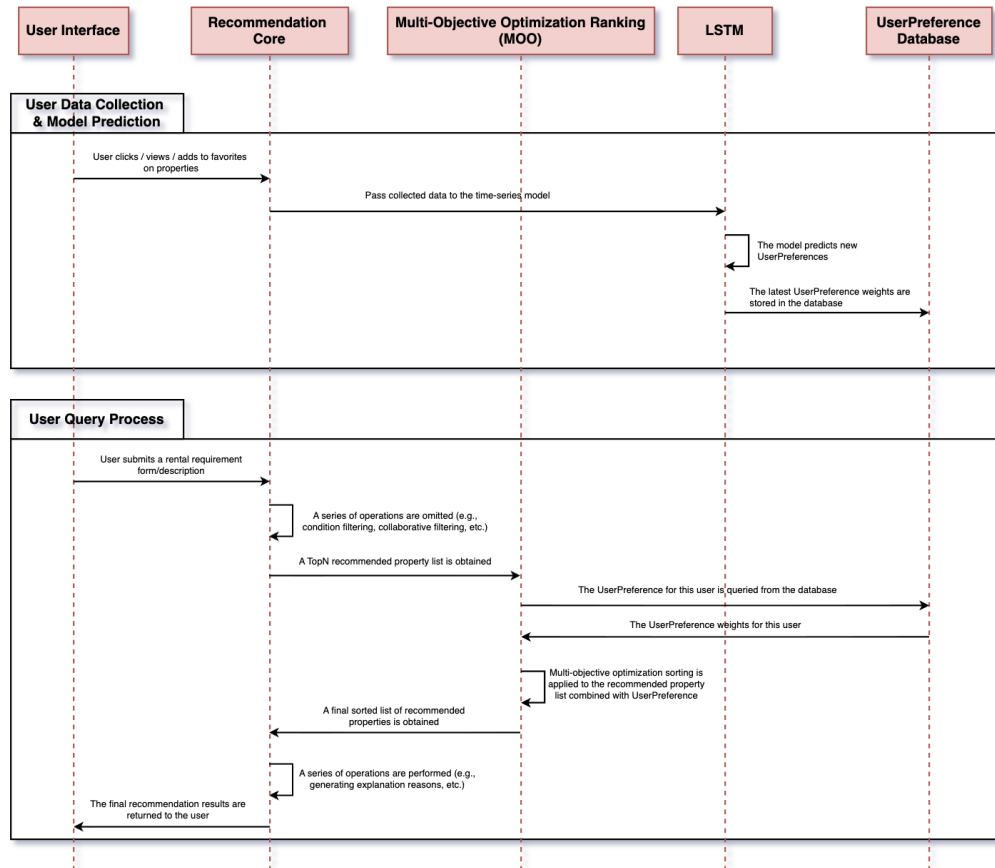 User Interface
Recommendation
Core
Multi-Objective Optimization Ranking
(MOO)
LSTM
UserPreference
Database
User Data Collection
& Model Prediction
User clicks / views / adds to favorites
on properties
Pass collected data to the time-series model
The model predicts new
UserPreferences
The latest UserPreference weights are
stored in the database
User Query Process
User submits a rental requirement
form/description
A series of operations are omitted (e.g.,
condition filtering, collaborative filtering, etc.)
A TopN recommended property list is obtained
The UserPreference for this user is queried from the database
The UserPreference weights for this user
Multi-objective optimization sorting is
applied to the recommended property
list combined with UserPreference
A final sorted list of recommended
properties is obtained
A series of operations are performed (e.g.,
generating explanation reasons, etc.)
The final recommendation results are
returned to the user